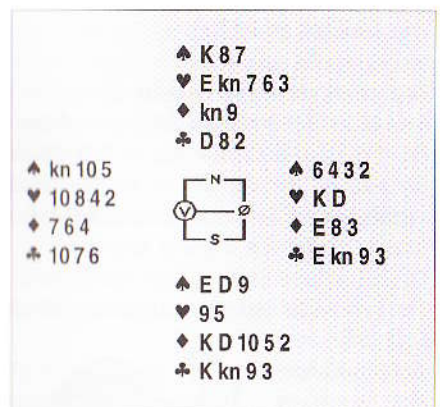 ♠ K 8 7
♥ E kn 7 6 3
♦ kn 9
♣ D 8 2
♠ kn 10 5
♥ 10 8 4 2
♦ 7 6 4
♣ 10 7 6
N
V Ø
S
♠ 6 4 3 2
♥ K D
♦ E 8 3
♣ E kn 9 3
♠ E D 9
♥ 9 5
♦ K D 10 5 2
♣ K kn 9 3